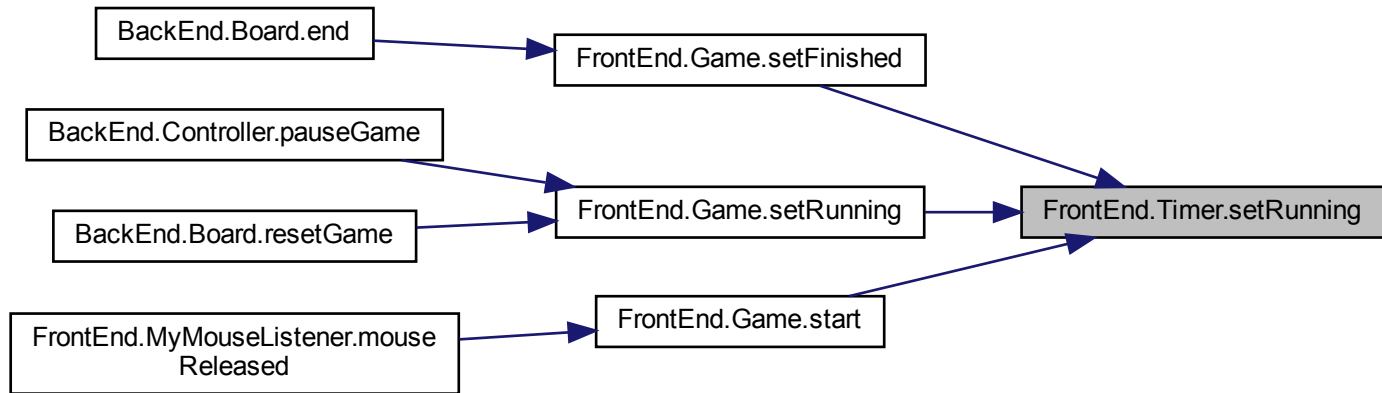 BackEnd.Board.end
FrontEnd.Game.setFinished
BackEnd.Controller.pauseGame
FrontEnd.Game.setRunning
FrontEnd.Timer.setRunning
BackEnd.Board.resetGame
FrontEnd.Game.start
FrontEnd.MyMouseListener.mouse
Released